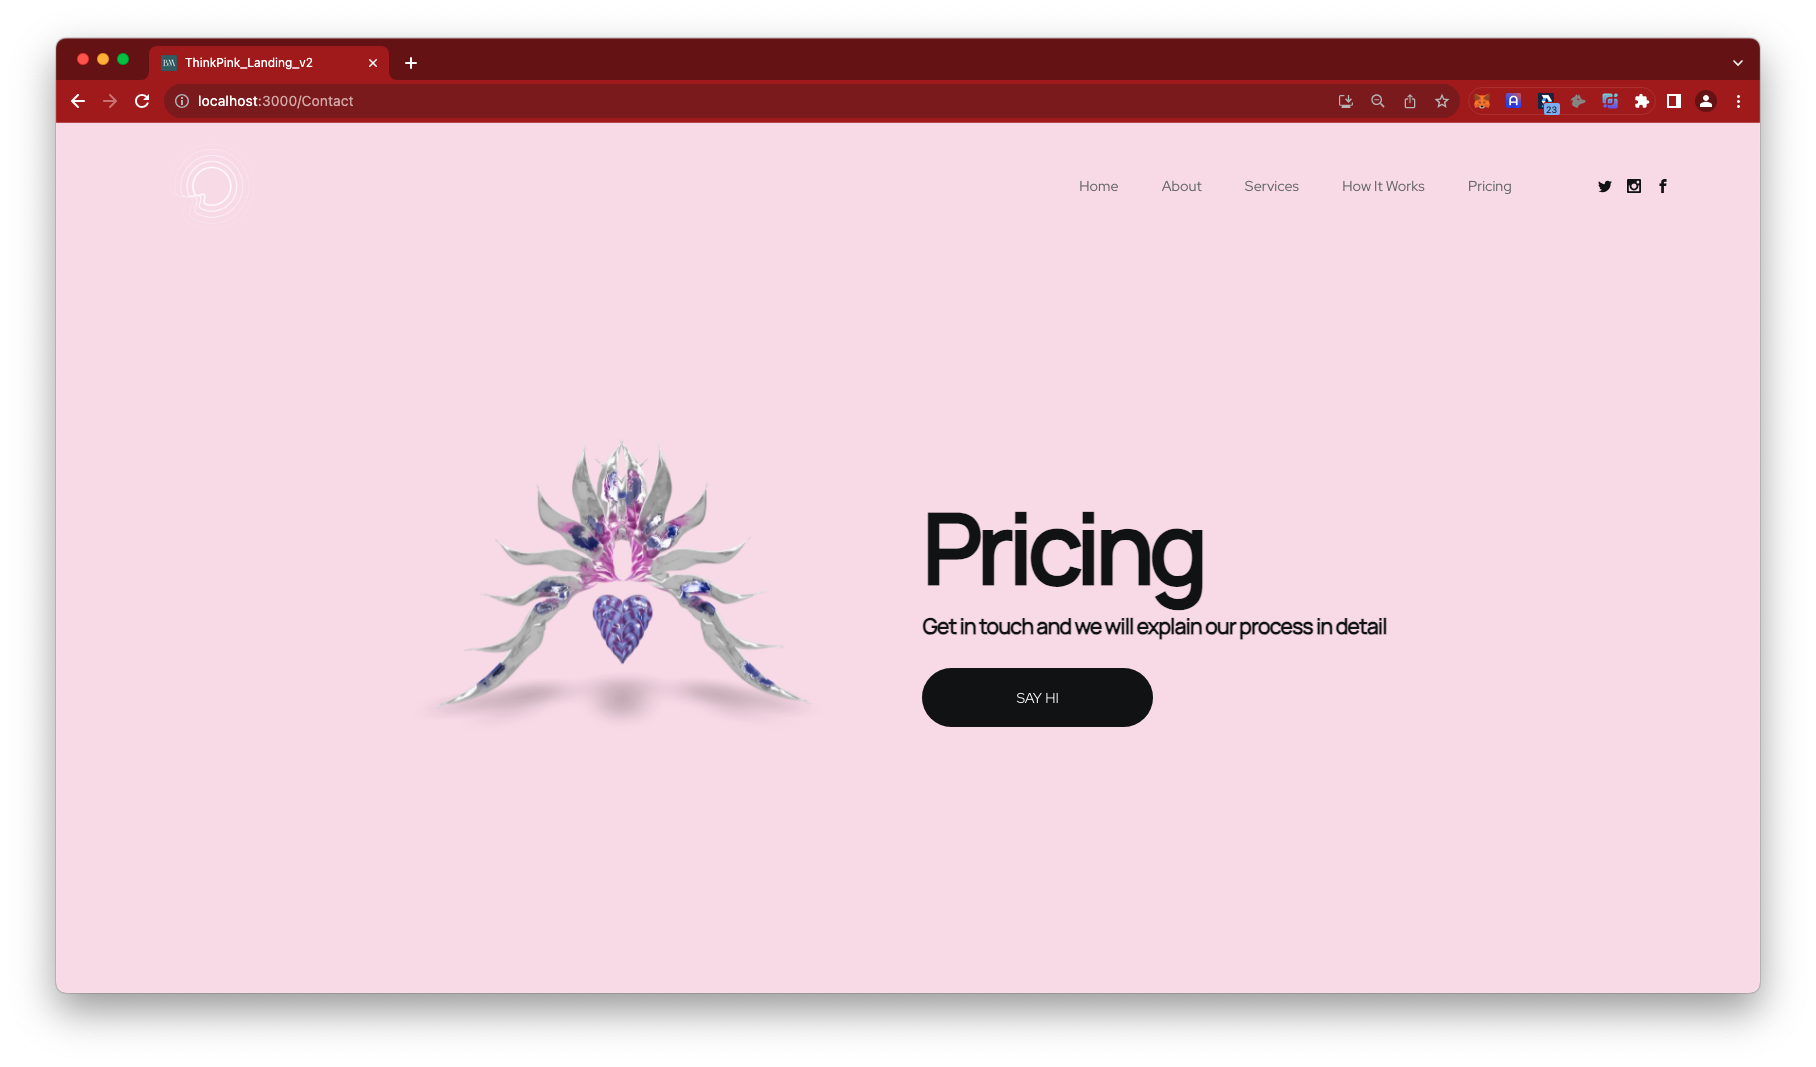 ThinkPink_Landing_v2
localhost:3000/Contact
23
Home About Services How It Works Pricing
Pricing
Get in touch and we will explain our process in detail
SAY HI